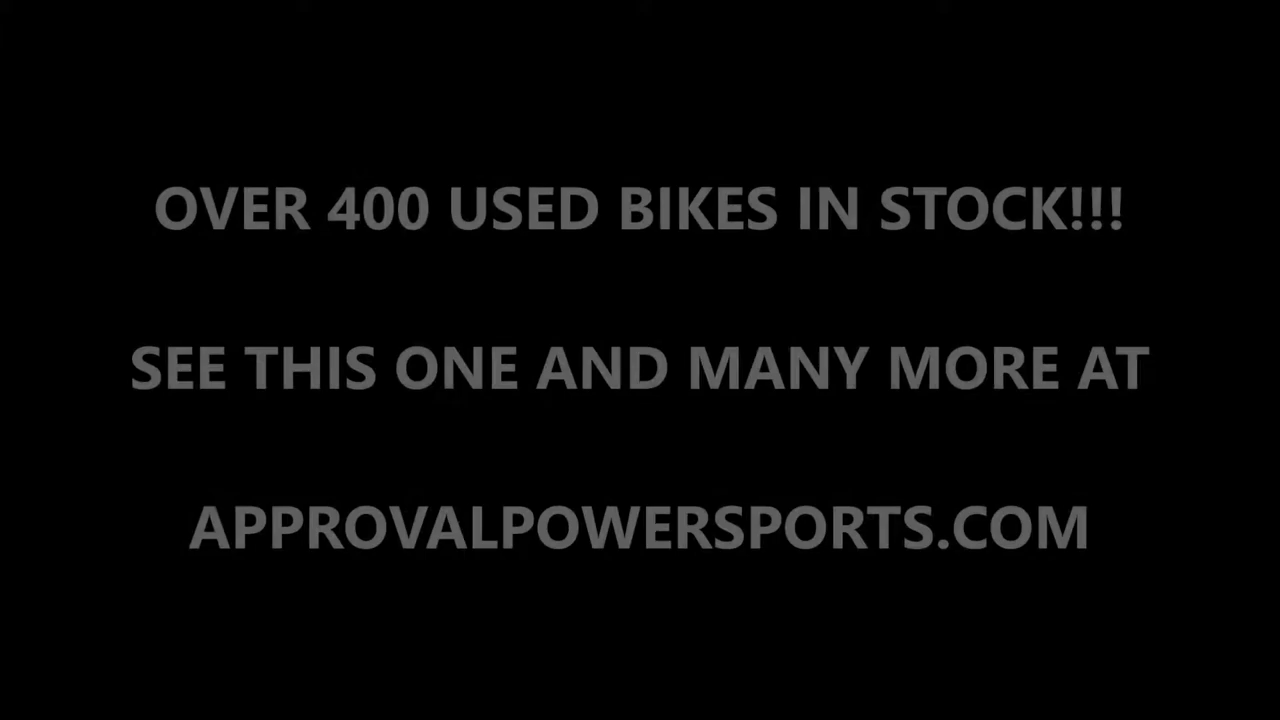 OVER 400 USED BIKES IN STOCK!!!
SEE THIS ONE AND MANY MORE AT
APPROVALPOWERSPORTS.COM